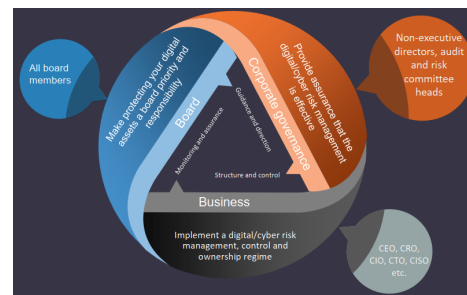 All board
members
Make protecting your digital
assets a board priority and
responsibility
Board
Monitoring and assurance
Guidance and direction
Structure and control
Corporate governance
Provide assurance that the
digital/cyber risk management
is effective
Non-executive
directors, audit
and risk
committee
heads
Business
Implement a digital/cyber risk
management, control and
ownership regime
CEO, CRO,
CIO, CTO, CISO
etc.